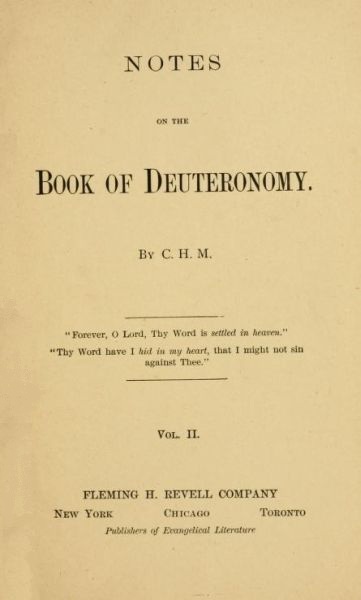 NOTES
ON THE
BOOK OF DEUTERONOMY.
BY C. H. M.
"Forever, O Lord, Thy Word is settled in heaven."
"Thy Word have I hid in my heart, that I might not sin
against Thee."
VOL. II.
FLEMING H. REVELL COMPANY
NEW YORK CHICAGO TORONTO
Publishers of Evangelical Literature